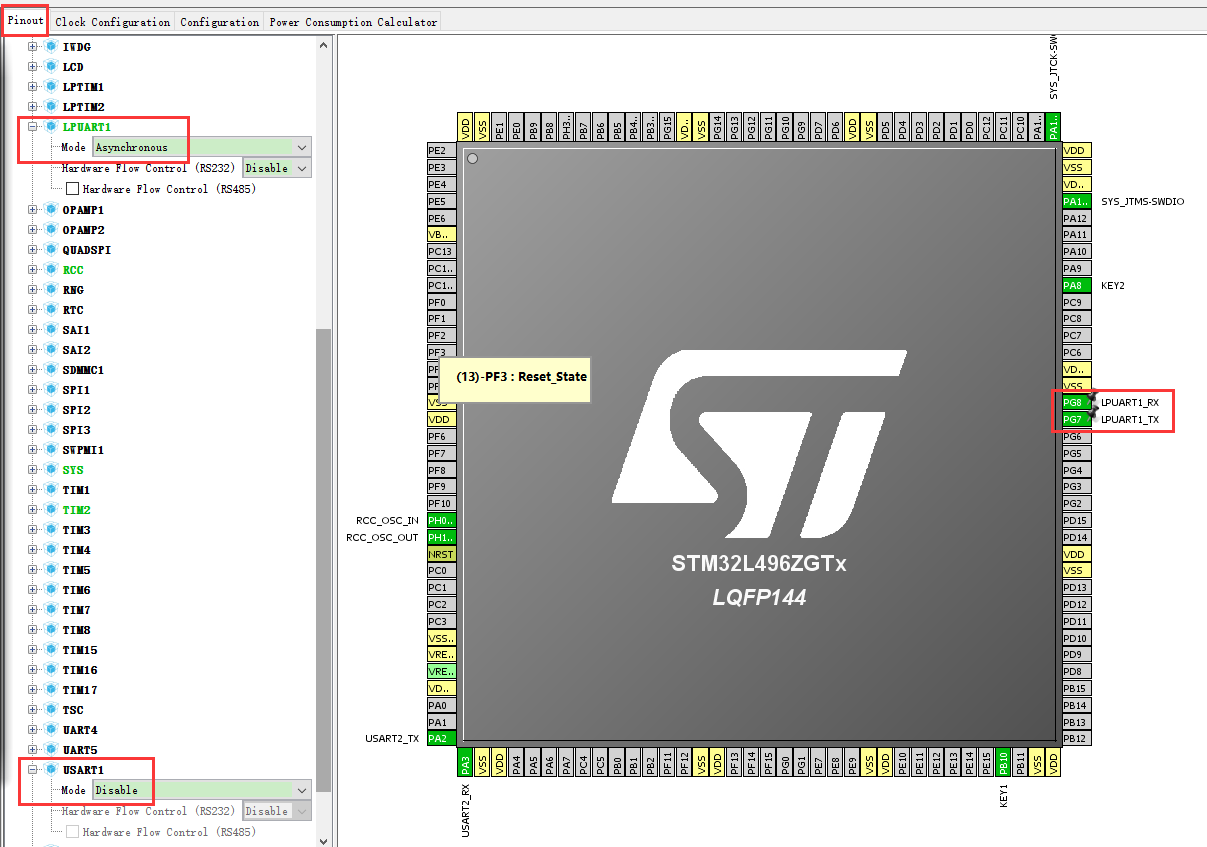 Pinout Clock Configuration Configuration Power Consumption Calculator
IWDG
LCD
LPTIM1
LPTIM2
LPUART1
Mode Asynchronous
Hardware Flow Control (RS232) Disable
Hardware Flow Control (RS485)
OPAMP1
OPAMP2
QUADSPI
RCC
RNG
RTC
SAI1
SAI2
SDMMC1
SPI1
SPI2
SPI3
SWPMI1
SYS
TIM1
TIM2
TIM3
TIM4
TIM5
TIM6
TIM7
TIM8
TIM15
TIM16
TIM17
TSC
UART4
UART5
USART1
Mode Disable
Hardware Flow Control (RS232) Disable
Hardware Flow Control (RS485)
SYS_JTCK-SW
VDD VSS PE1 PE0 PB9 PB8 PH3.. PB7 PB6 PB5 PB4.. PB3.. PG15 VD.. VSS PG14 PG13 PG12 PG11 PG10 PG9 PD7 PD6 VDD VSS PD5 PD4 PD3 PD2 PD1 PD0 PC12 PC11 PC10 PA1.. PA1..
PE2
PE3
PE4
PE5
PE6
VB..
PC13
PC1..
PC1..
PF0
PF1
PF2
PF3
PF
PF
VSS
VDD
PF6
PF7
PF8
PF9
PF10
RCC_OSC_IN PH0..
RCC_OSC_OUT PH1..
NRST
PC0
PC1
PC2
PC3
VSS..
VRE..
VRE..
VD..
PA0
PA1
USART2_TX PA2
(13)-PF3 : Reset_State
STM32L496ZGTx
LQFP144
VDD
VSS
VD..
PA1.. SYS_JTMS-SWDIO
PA12
PA11
PA10
PA9
PA8 KEY2
PC9
PC8
PC7
PC6
VD..
VSS
PG8 LPUART1_RX
PG7 LPUART1_TX
PG6
PG5
PG4
PG3
PG2
PD15
PD14
VDD
VSS
PD13
PD12
PD11
PD10
PD9
PD8
PB15
PB14
PB13
PB12
PA3 VSS VDD PA4 PA5 PA6 PA7 PC4 PC5 PB0 PB1 PB2 PF11 PF12 VSS VDD PF13 PF14 PF15 PG0 PG1 PE7 PE8 PE9 VSS VDD PE10 PE11 PE12 PE13 PE14 PE15 PB10 PB11 VSS VDD
USART2_RX
KEY1